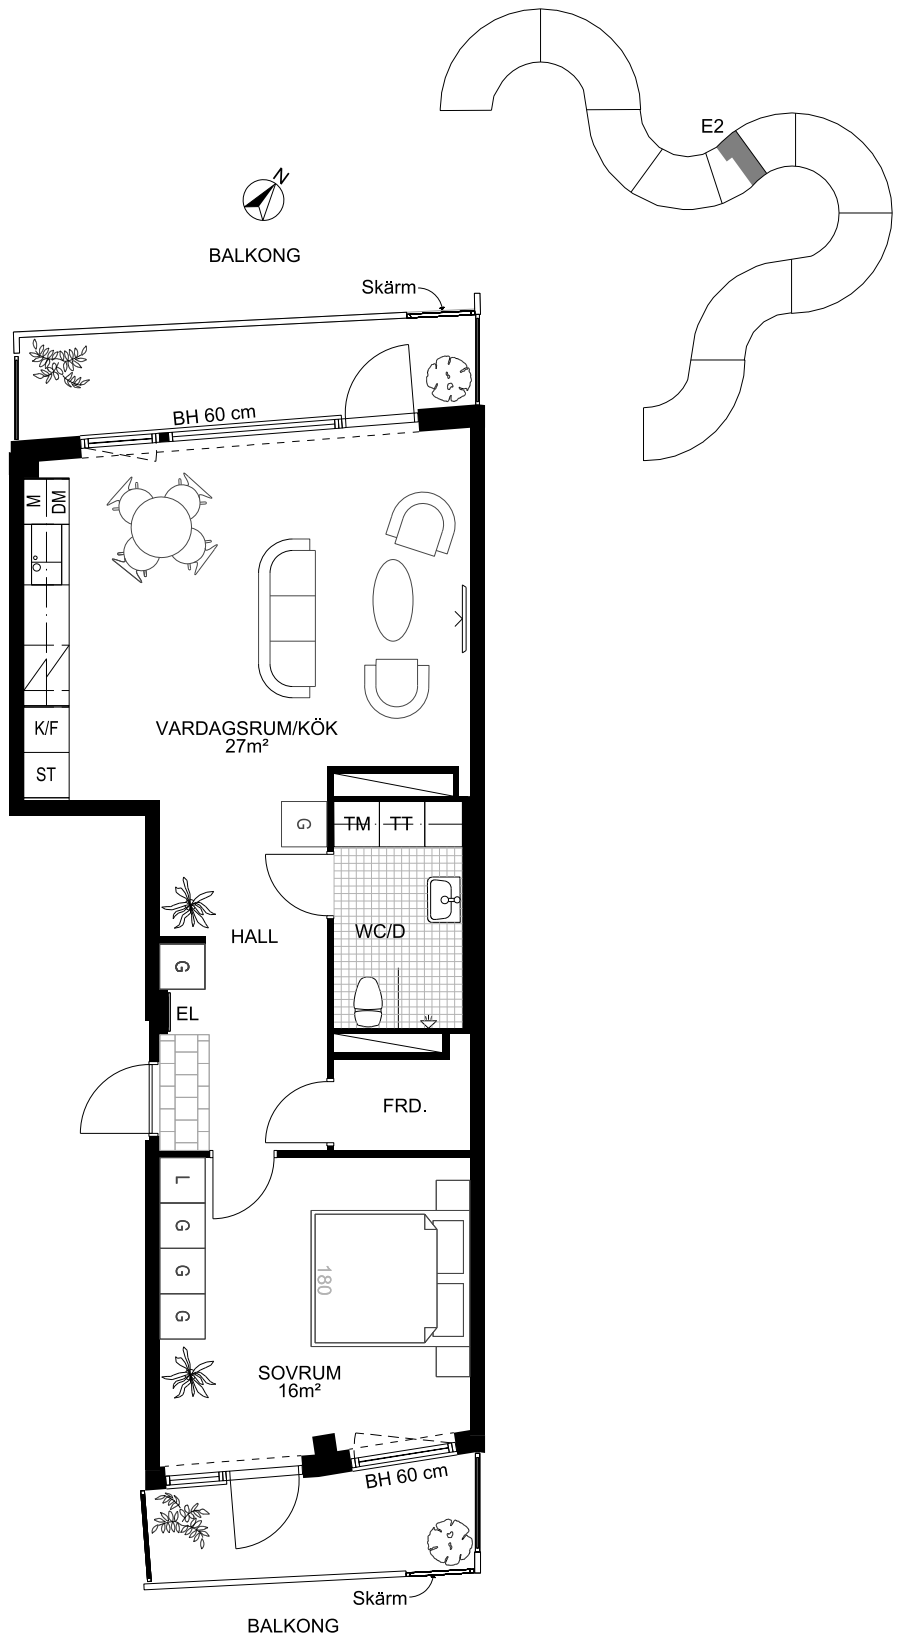 E2
N
BALKONG
Skärm
BH 60 cm
M
DM
VARDAGSRUM/KÖK
27m²
K/F
ST
G
TM
TT
WC/D
HALL
G
EL
FRD.
L
G
G
G
180
SOVRUM
16m²
BH 60 cm
Skärm
BALKONG